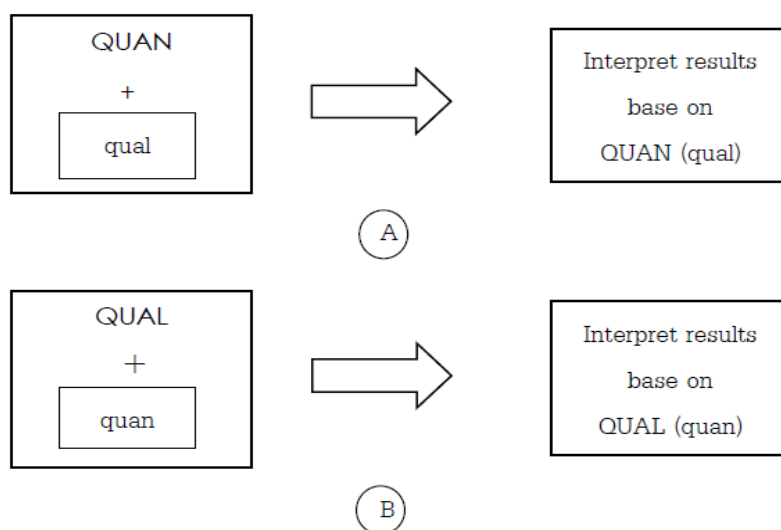 QUAN
+
qual
Interpret results
base on
QUAN (qual)
A
QUAL
+
quan
Interpret results
base on
QUAL (quan)
B